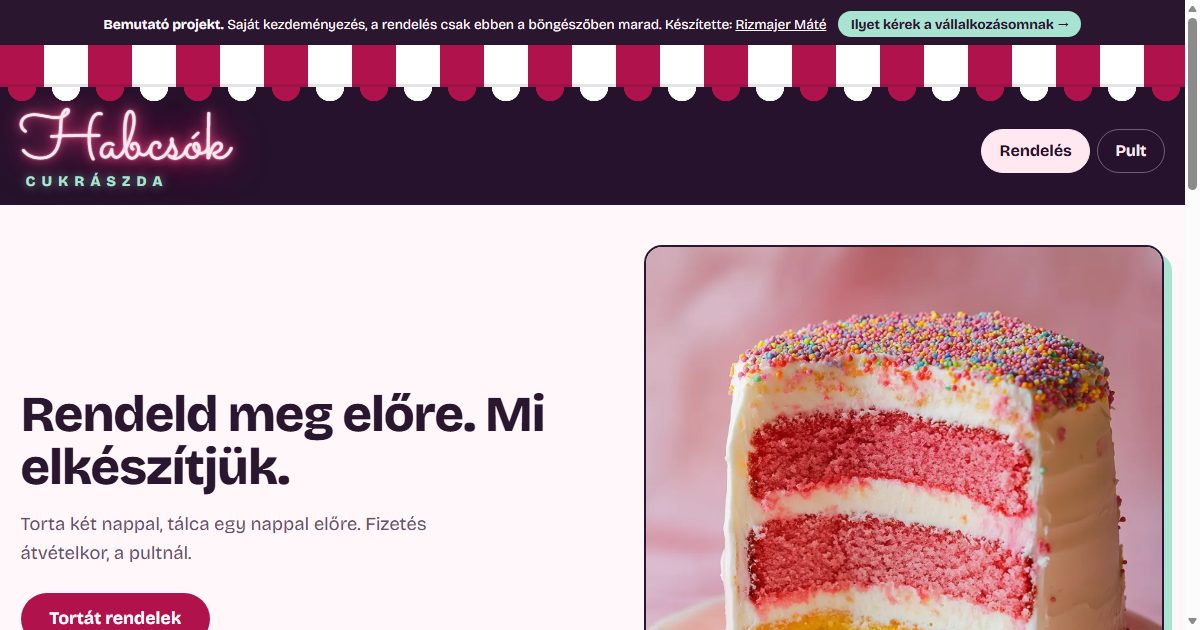 Bemutató projekt. Saját kezdeményezés, a rendelés csak ebben a böngészőben marad. Készítette: Rizmajer Máté
Ilyet kérek a vállalkozásomnak →
Habcsók
CUKRÁSZDA
Rendelés
Pult
Rendeld meg előre. Mi
elkészítjük.
Torta két nappal, tálca egy nappal előre. Fizetés
átvételkor, a pultnál.
Tortát rendelek